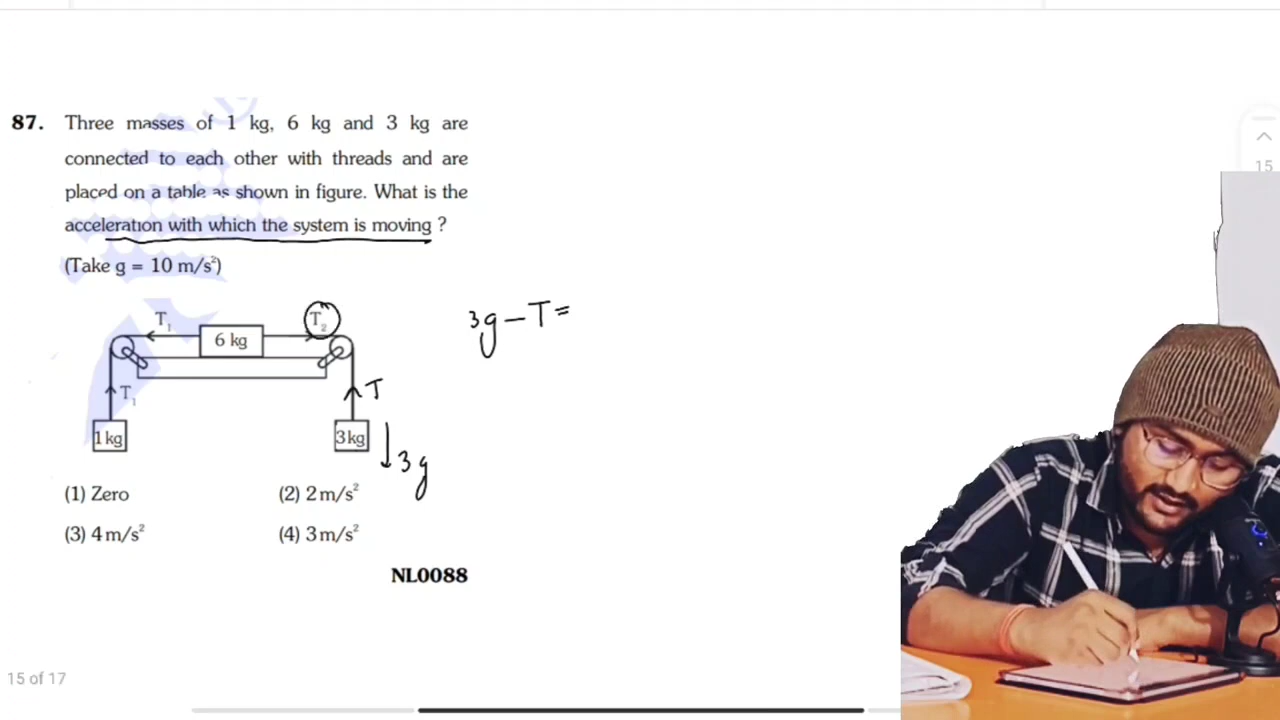 87. Three masses of 1 kg, 6 kg and 3 kg are
connected to each other with threads and are
placed on a table as shown in figure. What is the
acceleration with which the system is moving ?
(Take g = 10 m/s²)
3g – T =
T₁
T₂
6 kg
T₁
T
1 kg
3 kg
3g
(1) Zero
(2) 2 m/s²
(3) 4 m/s²
(4) 3 m/s²
NL0088
15 of 17
15